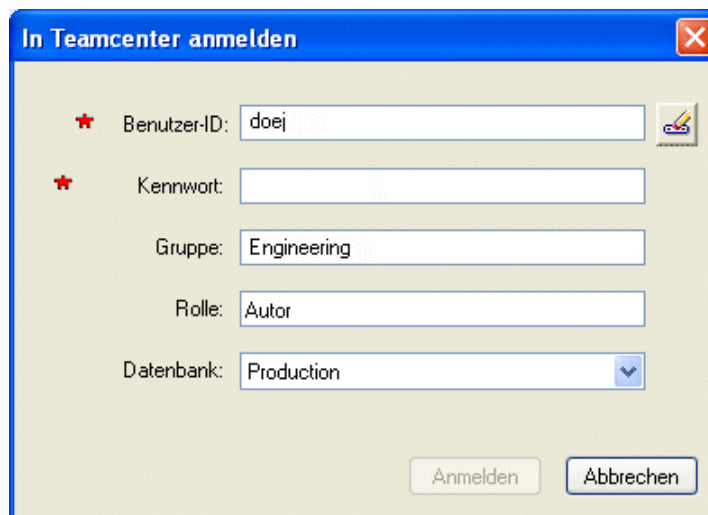 In Teamcenter anmelden
Benutzer-ID: doej
Kennwort:
Gruppe: Engineering
Rolle: Autor
Datenbank: Production
Anmelden Abbrechen